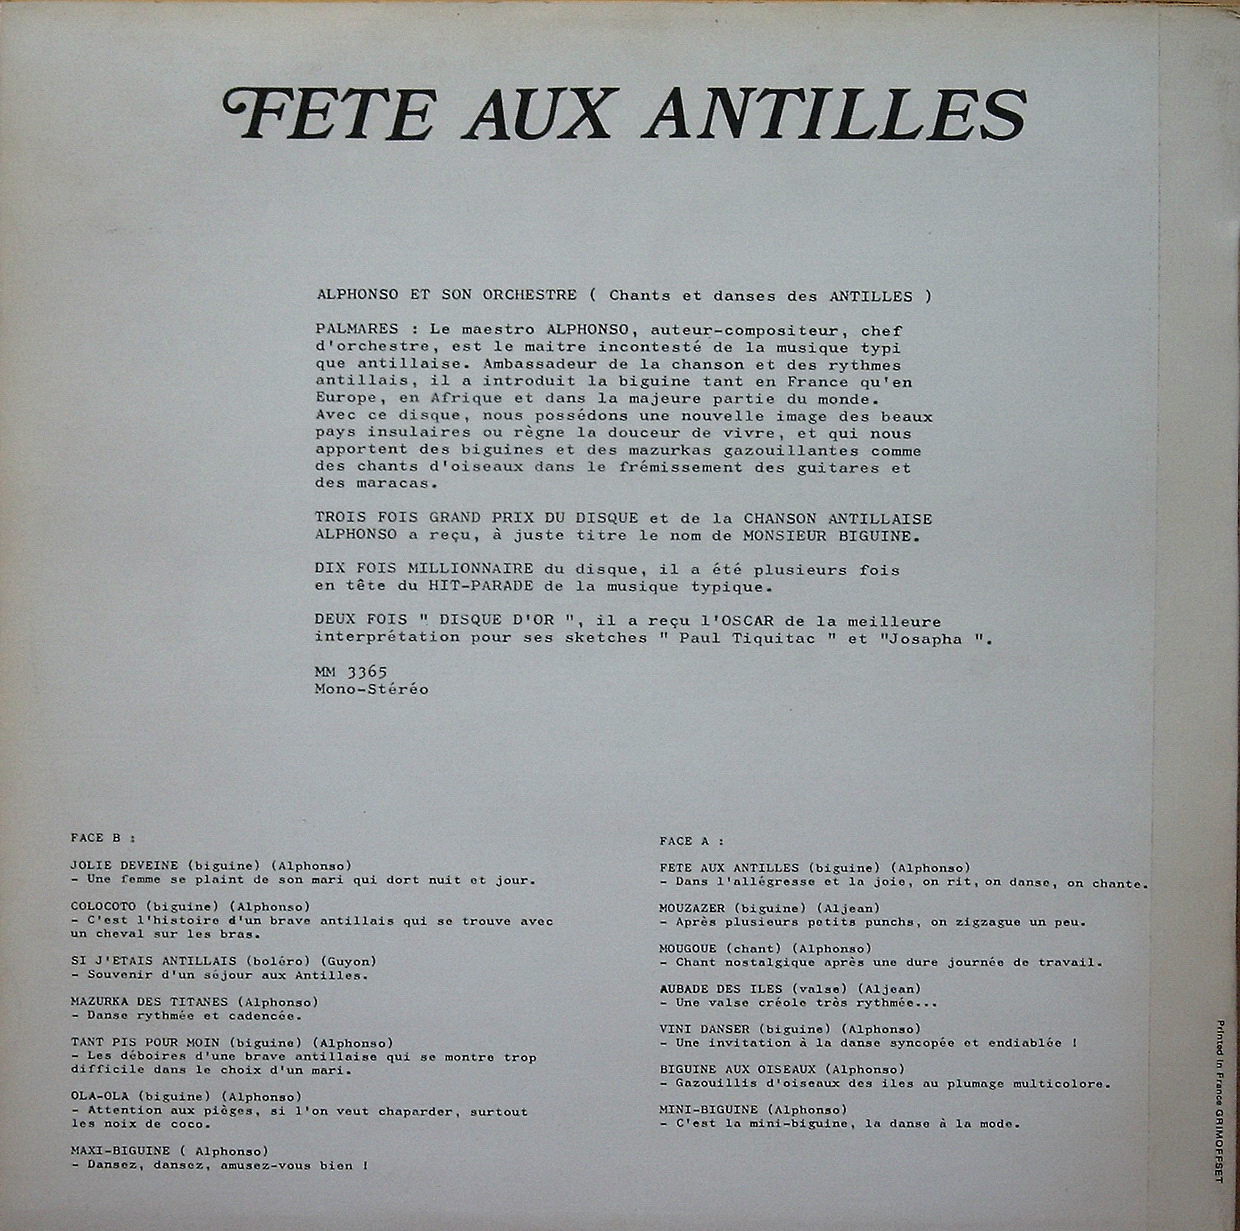 FETE AUX ANTILLES
ALPHONSO ET SON ORCHESTRE ( Chants et danses des ANTILLES )
PALMARES : Le maestro ALPHONSO, auteur-compositeur, chef
d'orchestre, est le maitre incontesté de la musique typi
que antillaise. Ambassadeur de la chanson et des rythmes
antillais, il a introduit la biguine tant en France qu'en
Europe, en Afrique et dans la majeure partie du monde.
Avec ce disque, nous possédons une nouvelle image des beaux
pays insulaires ou règne la douceur de vivre, et qui nous
apportent des biguines et des mazurkas gazouillantes comme
des chants d'oiseaux dans le frémissement des guitares et
des maracas.
TROIS FOIS GRAND PRIX DU DISQUE et de la CHANSON ANTILLAISE
ALPHONSO a reçu, à juste titre le nom de MONSIEUR BIGUINE.
DIX FOIS MILLIONNAIRE du disque, il a été plusieurs fois
en tête du HIT-PARADE de la musique typique.
DEUX FOIS " DISQUE D'OR ", il a reçu l'OSCAR de la meilleure
interprétation pour ses sketches " Paul Tiquitac " et "Josapha ".
MM 3365
Mono-Stéréo
FACE B :
JOLIE DEVEINE (biguine) (Alphonso)
- Une femme se plaint de son mari qui dort nuit et jour.
COLOCOTO (biguine) (Alphonso)
- C'est l'histoire d'un brave antillais qui se trouve avec
un cheval sur les bras.
SI J'ETAIS ANTILLAIS (boléro) (Guyon)
- Souvenir d'un séjour aux Antilles.
MAZURKA DES TITANES (Alphonso)
- Danse rythmée et cadencée.
TANT PIS POUR MOIN (biguine) (Alphonso)
- Les déboires d'une brave antillaise qui se montre trop
difficile dans le choix d'un mari.
OLA-OLA (biguine) (Alphonso)
- Attention aux pièges, si l'on veut chaparder, surtout
les noix de coco.
MAXI-BIGUINE ( Alphonso)
- Dansez, dansez, amusez-vous bien !
FACE A :
FETE AUX ANTILLES (biguine) (Alphonso)
- Dans l'allégresse et la joie, on rit, on danse, on chante.
MOUZAZER (biguine) (Aljean)
- Après plusieurs petits punchs, on zigzague un peu.
MOUGOUE (chant) (Alphonso)
- Chant nostalgique après une dure journée de travail.
AUBADE DES ILES (valse) (Aljean)
- Une valse créole très rythmée...
VINI DANSER (biguine) (Alphonso)
- Une invitation à la danse syncopée et endiablée !
BIGUINE AUX OISEAUX (Alphonso)
- Gazouillis d'oiseaux des iles au plumage multicolore.
MINI-BIGUINE (Alphonso)
- C'est la mini-biguine, la danse à la mode.
Printed in France GRIMOFFSET